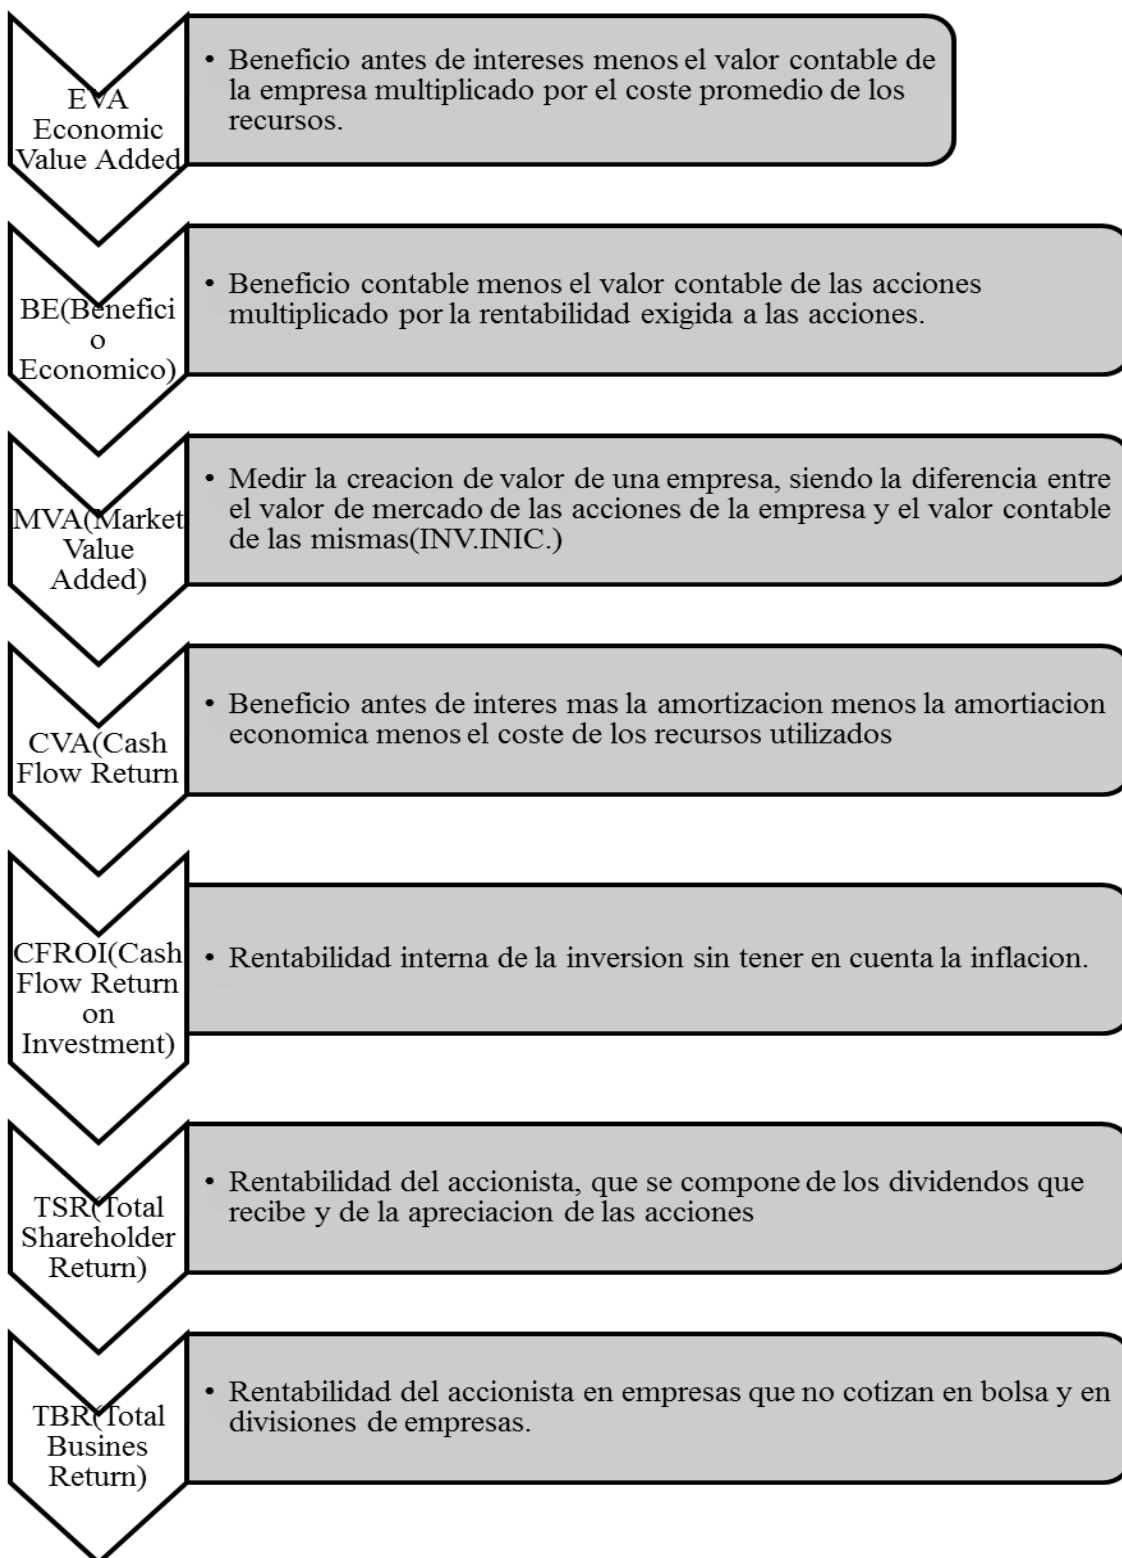 EVA
Economic
Value Added
• Beneficio antes de intereses menos el valor contable de
la empresa multiplicado por el coste promedio de los
recursos.
BE(Benefici
o
Economico)
• Beneficio contable menos el valor contable de las acciones
multiplicado por la rentabilidad exigida a las acciones.
MVA(Market
Value
Added)
• Medir la creacion de valor de una empresa, siendo la diferencia entre
el valor de mercado de las acciones de la empresa y el valor contable
de las mismas(INV.INIC.)
CVA(Cash
Flow Return
• Beneficio antes de interes mas la amortizacion menos la amortiacion
economica menos el coste de los recursos utilizados
CFROI(Cash
Flow Return
on
Investment)
• Rentabilidad interna de la inversion sin tener en cuenta la inflacion.
TSR(Total
Shareholder
Return)
• Rentabilidad del accionista, que se compone de los dividendos que
recibe y de la apreciacion de las acciones
TBR(Total
Busines
Return)
• Rentabilidad del accionista en empresas que no cotizan en bolsa y en
divisiones de empresas.